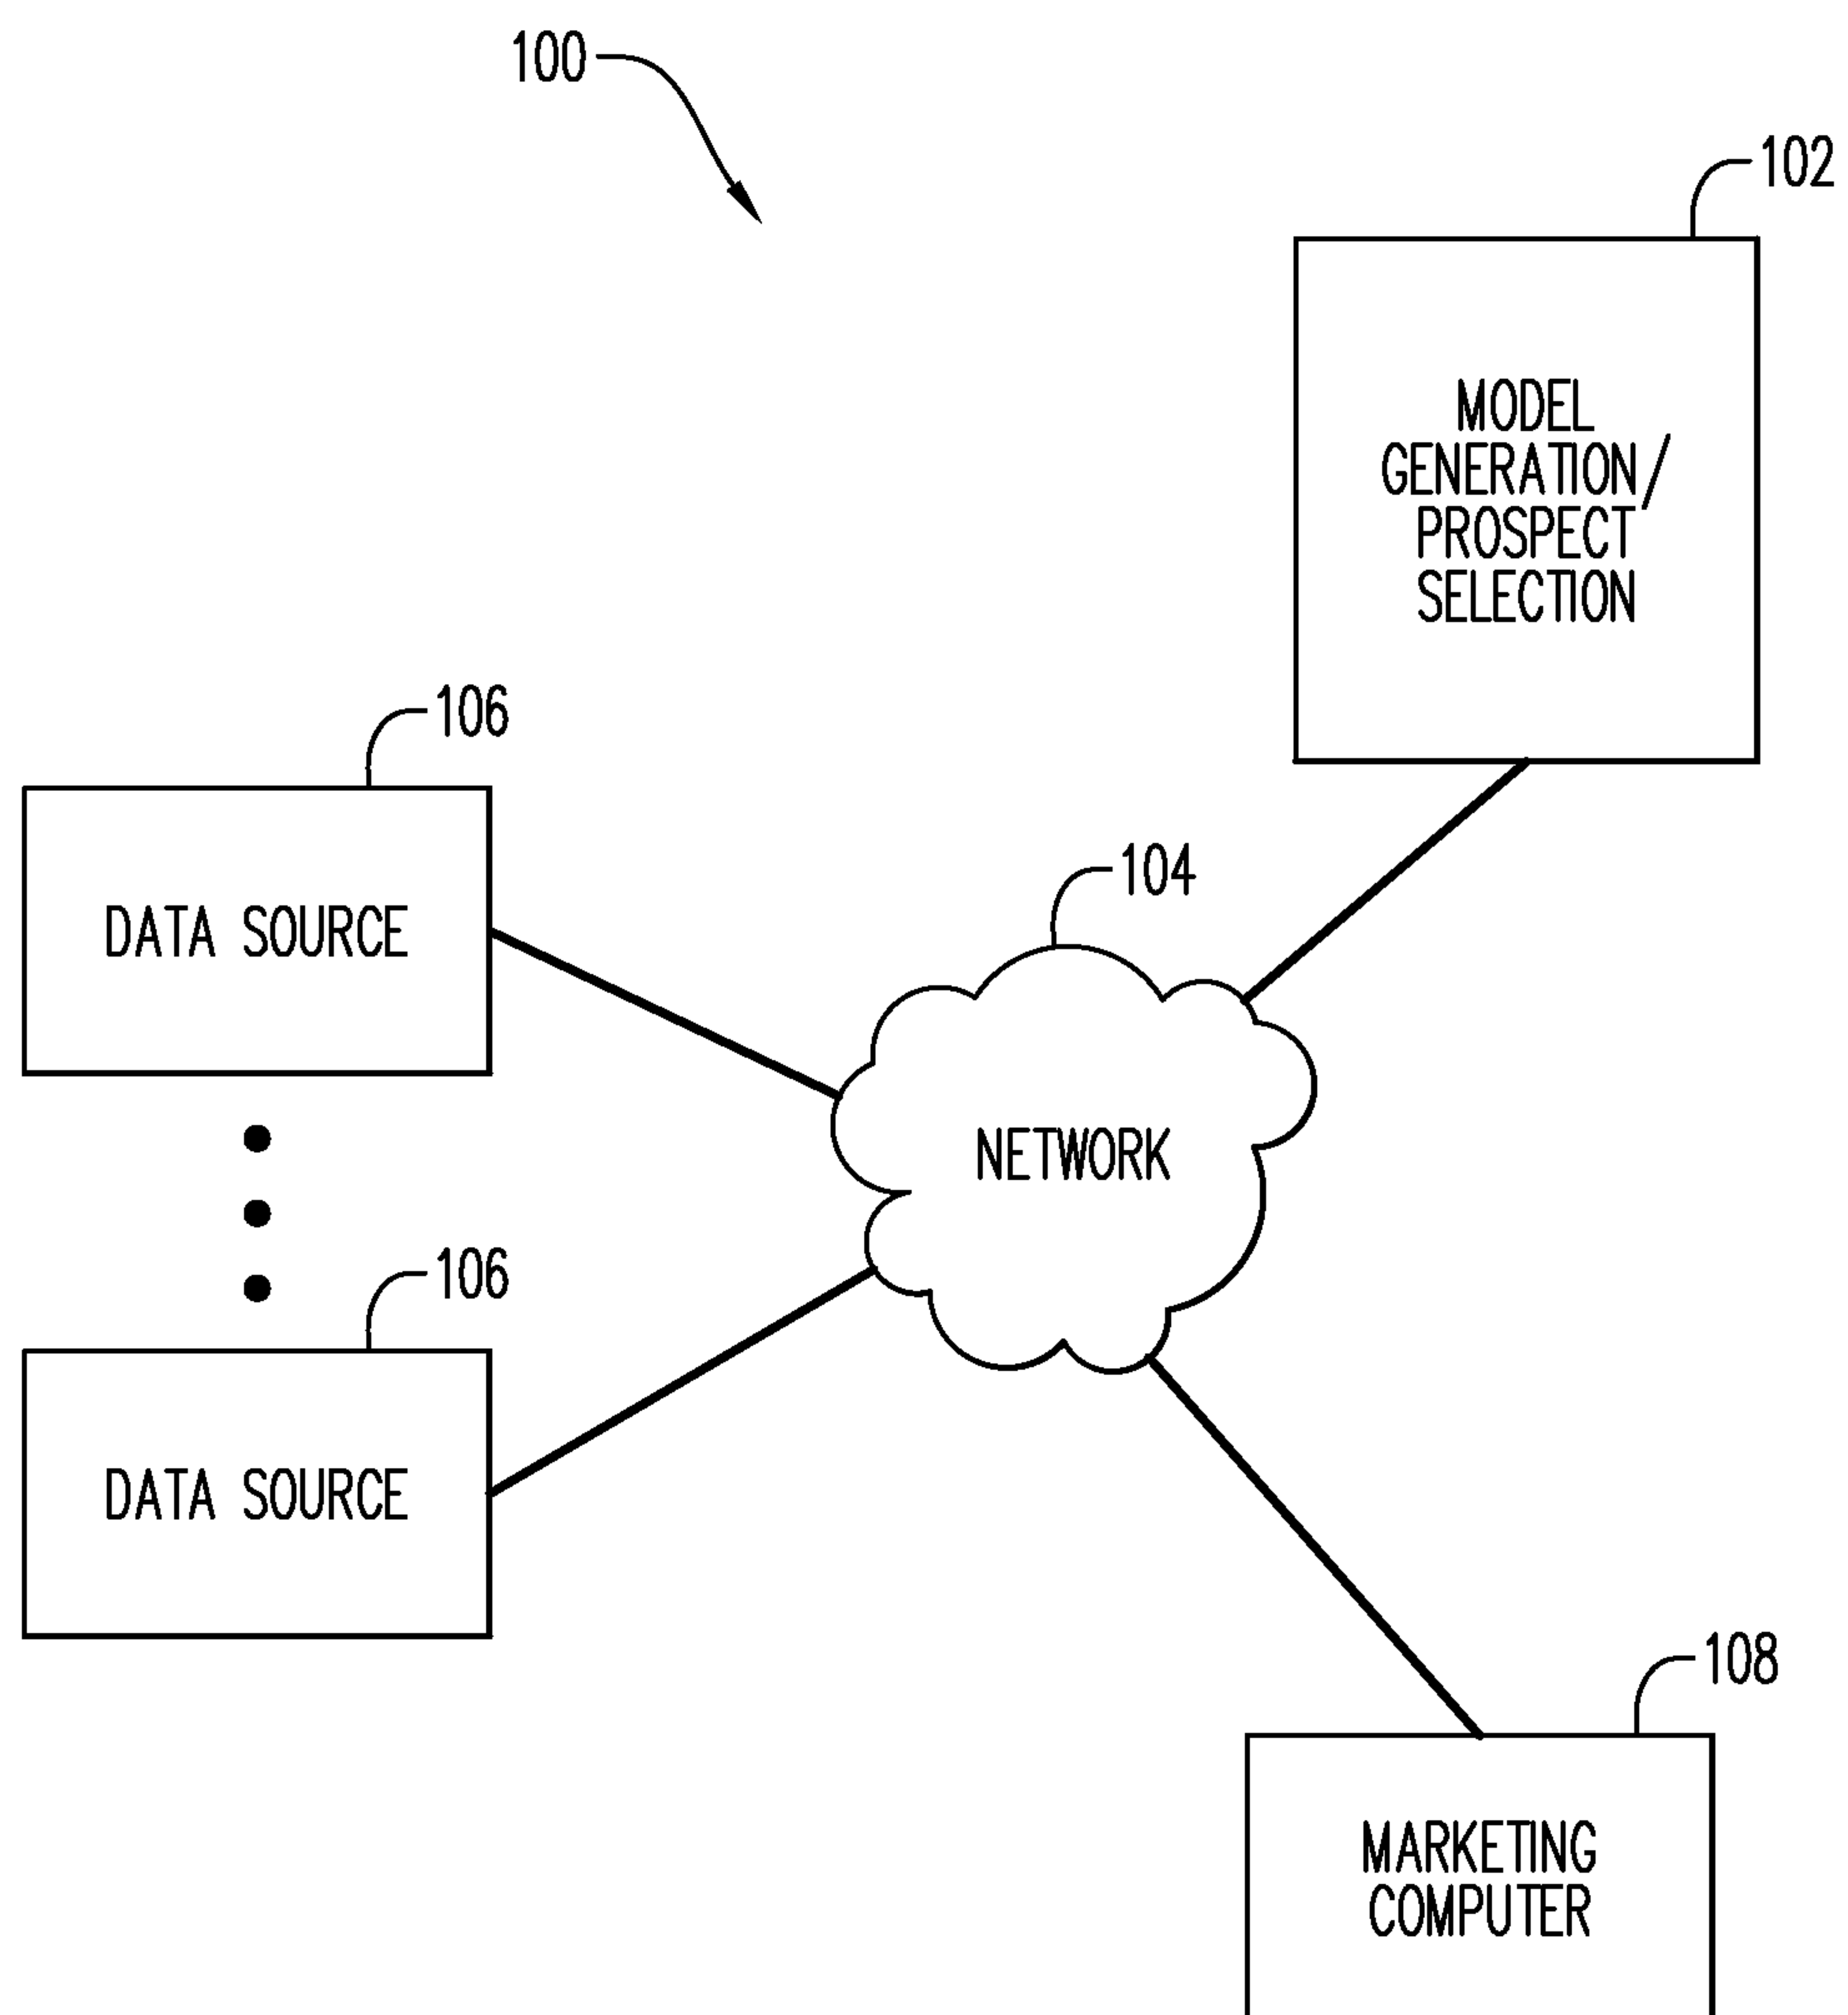 100
102
MODEL
GENERATION/
PROSPECT
SELECTION
106
DATA SOURCE
104
NETWORK
106
DATA SOURCE
108
MARKETING
COMPUTER